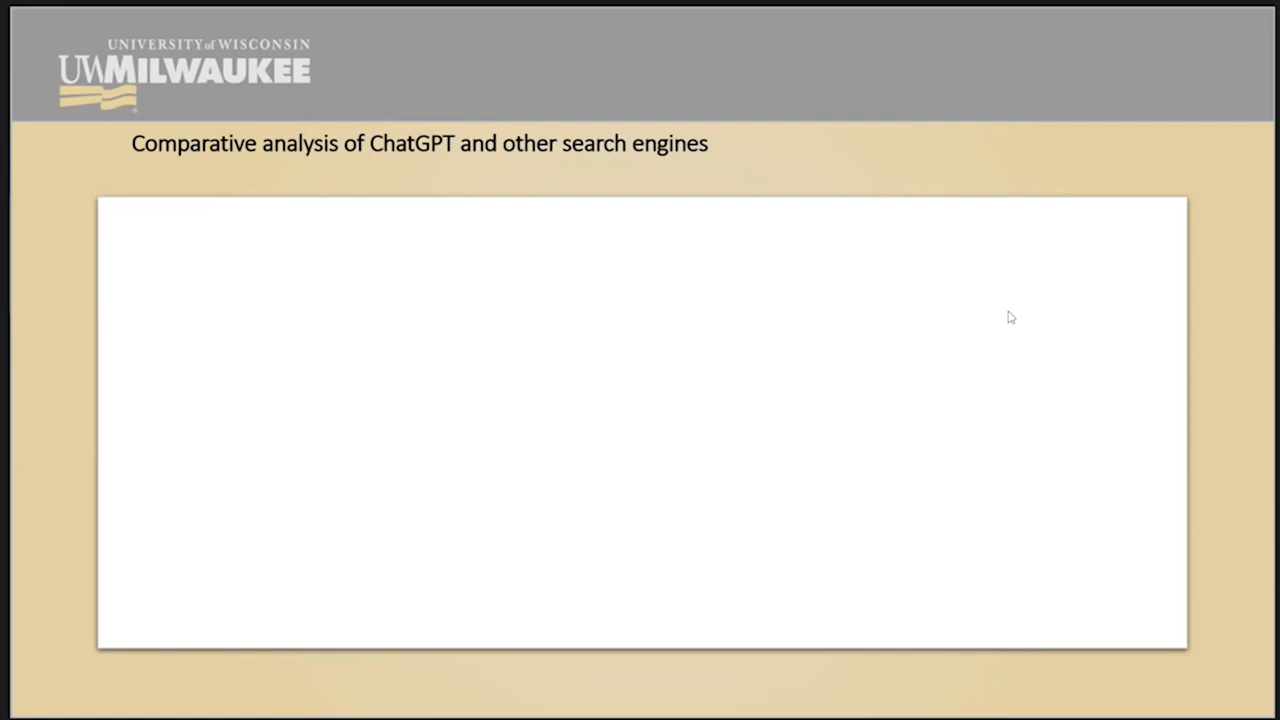 UNIVERSITY of WISCONSIN
UWMILWAUKEE
Comparative analysis of ChatGPT and other search engines